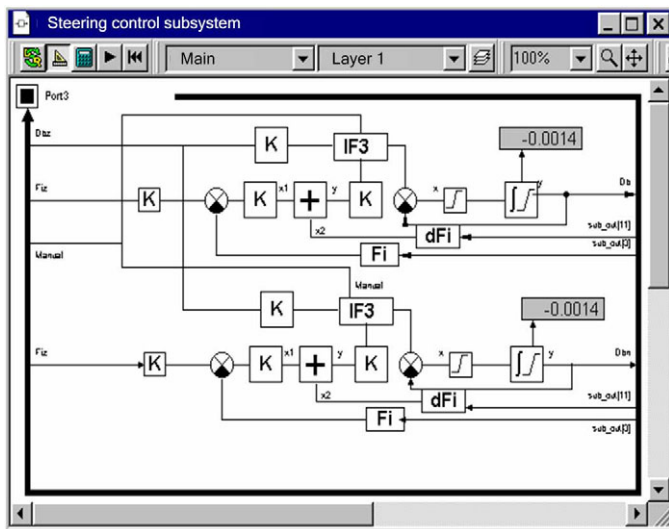 Steering control subsystem
Main
Layer 1
100%
Port3
-0.0014
Dbz
K
IF3
Fiz
K
K
x1
+
y
K
x
y
Db
x2
dFi
sub_out[11]
Fi
sub_out[3]
Manual
Manual
-0.0014
K
IF3
Fiz
K
K
x1
+
y
K
x
y
Dbn
x2
dFi
sub_out[11]
Fi
sub_out[3]